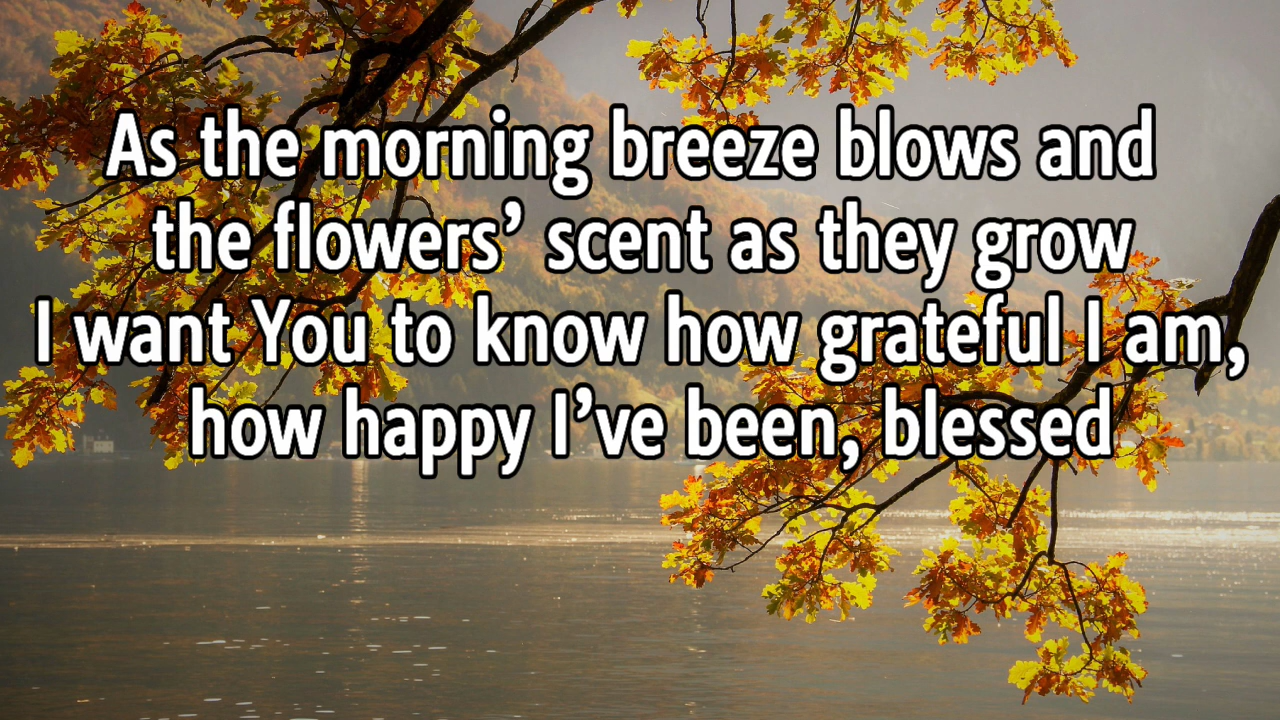 As the morning breeze blows and
the flowers’ scent as they grow
I want You to know how grateful I am,
how happy I’ve been, blessed